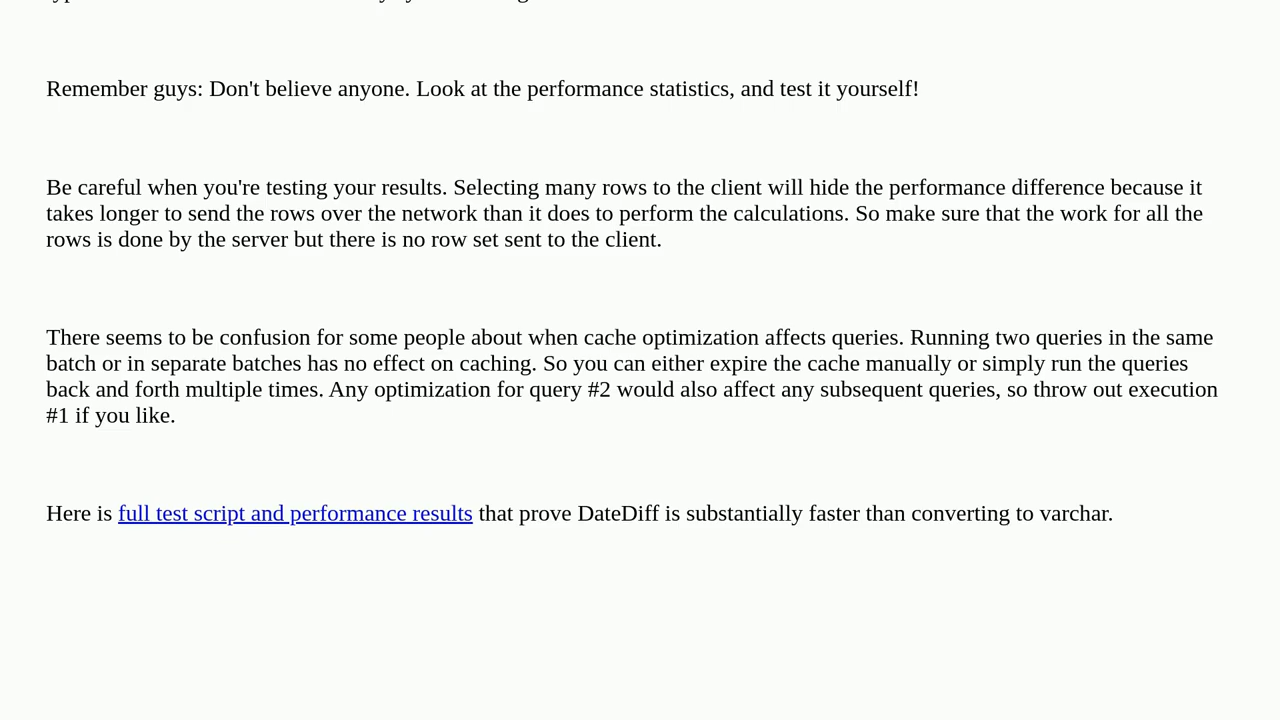 Remember guys: Don't believe anyone. Look at the performance statistics, and test it yourself!
Be careful when you're testing your results. Selecting many rows to the client will hide the performance difference because it
takes longer to send the rows over the network than it does to perform the calculations. So make sure that the work for all the
rows is done by the server but there is no row set sent to the client.
There seems to be confusion for some people about when cache optimization affects queries. Running two queries in the same
batch or in separate batches has no effect on caching. So you can either expire the cache manually or simply run the queries
back and forth multiple times. Any optimization for query #2 would also affect any subsequent queries, so throw out execution
#1 if you like.
Here is full test script and performance results that prove DateDiff is substantially faster than converting to varchar.